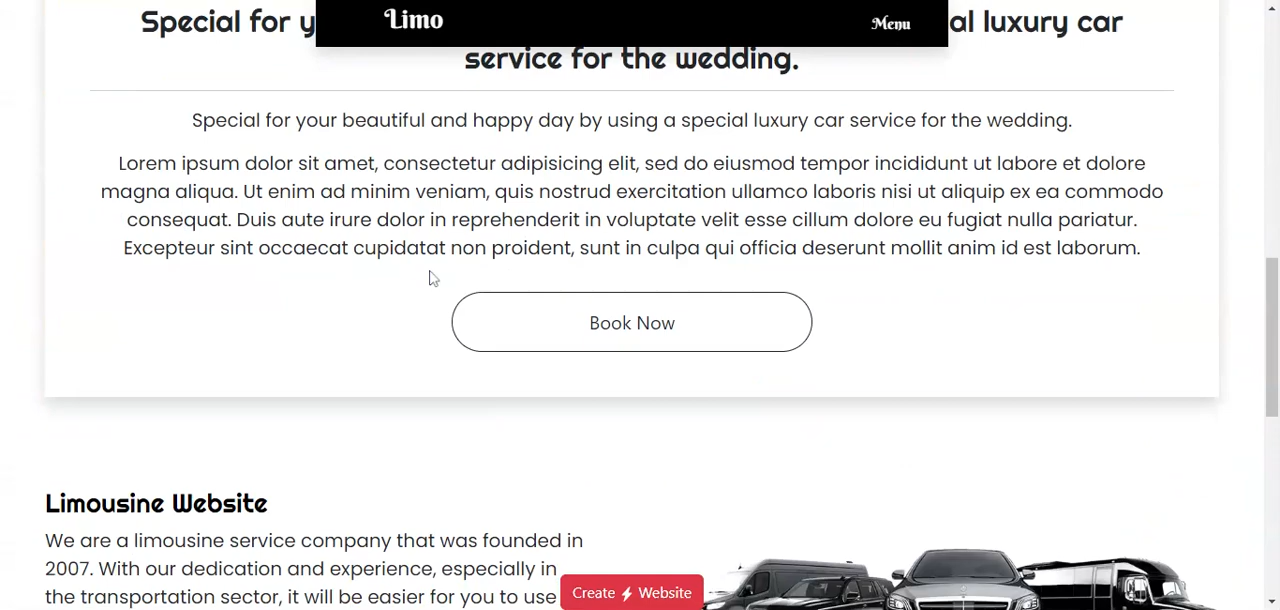 Limo
Menu
Special for y al luxury car
service for the wedding.
Special for your beautiful and happy day by using a special luxury car service for the wedding.
Lorem ipsum dolor sit amet, consectetur adipisicing elit, sed do eiusmod tempor incididunt ut labore et dolore
magna aliqua. Ut enim ad minim veniam, quis nostrud exercitation ullamco laboris nisi ut aliquip ex ea commodo
consequat. Duis aute irure dolor in reprehenderit in voluptate velit esse cillum dolore eu fugiat nulla pariatur.
Excepteur sint occaecat cupidatat non proident, sunt in culpa qui officia deserunt mollit anim id est laborum.
Book Now
Limousine Website
We are a limousine service company that was founded in
2007. With our dedication and experience, especially in
the transportation sector, it will be easier for you to use
Create Website